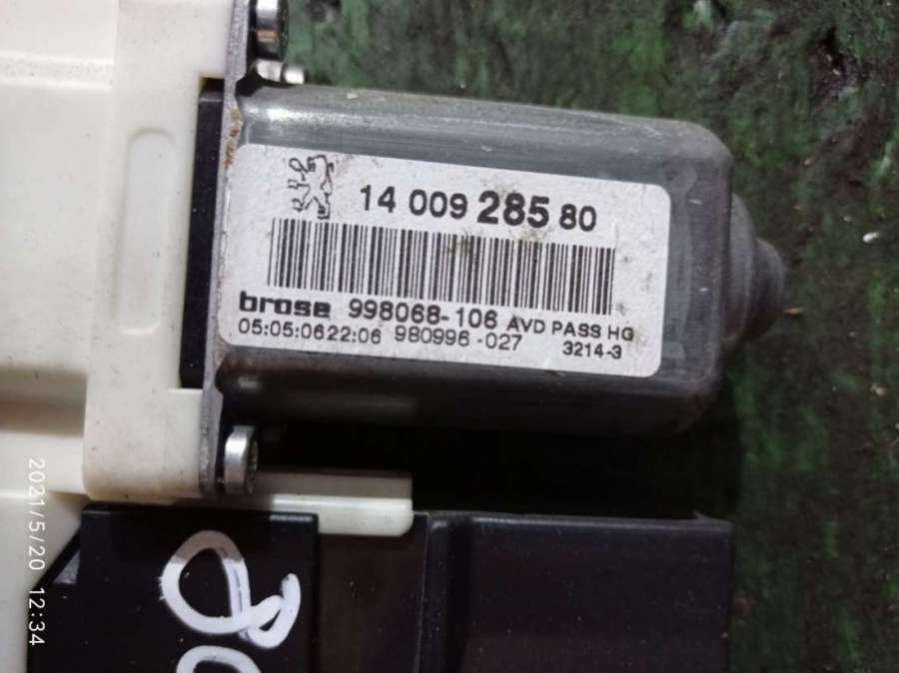 14 009 285 80
brose 998068-106 AVD PASS HG
05:05:0622:06 980996-027 3214-3
2021/5/20 12:34